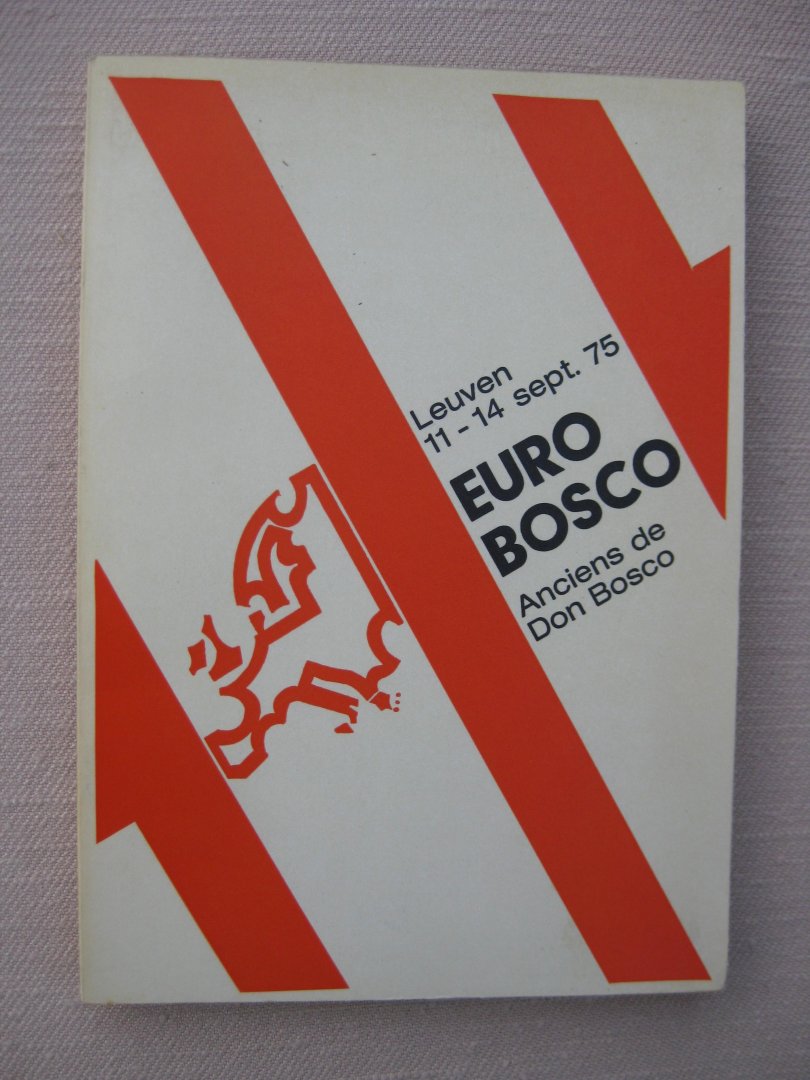 Leuven
11-14 sept. 75
EURO
BOSCO
Anciens de
Don Bosco